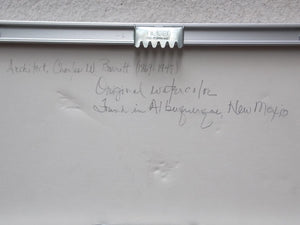 Architect, Charles W. Barrett (1869-1947)
Original watercolor
Found in Albuquerque New Mexico